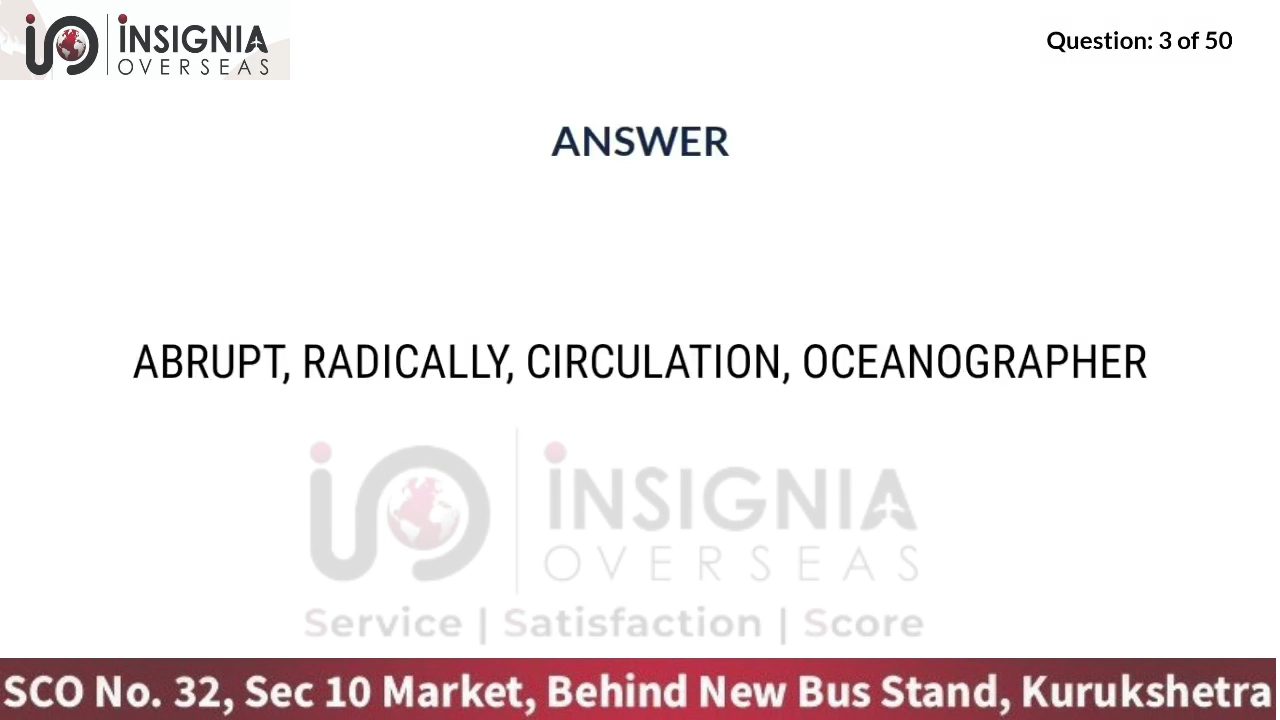 INSIGNIA
OVERSEAS
Question: 3 of 50
ANSWER
ABRUPT, RADICALLY, CIRCULATION, OCEANOGRAPHER
INSIGNIA
OVERSEAS
Service | Satisfaction | Score
SCO No. 32, Sec 10 Market, Behind New Bus Stand, Kurukshetra